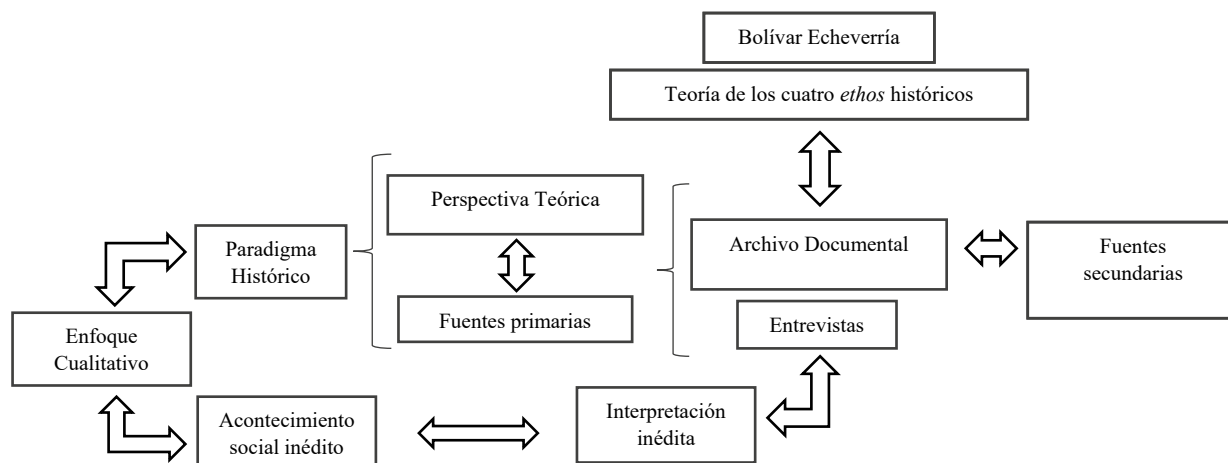 Bolívar Echeverría
Teoría de los cuatro ethos históricos
Perspectiva Teórica
Paradigma
Histórico
Archivo Documental
Fuentes
secundarias
Fuentes primarias
Entrevistas
Enfoque
Cualitativo
Acontecimiento
social inédito
Interpretación
inédita